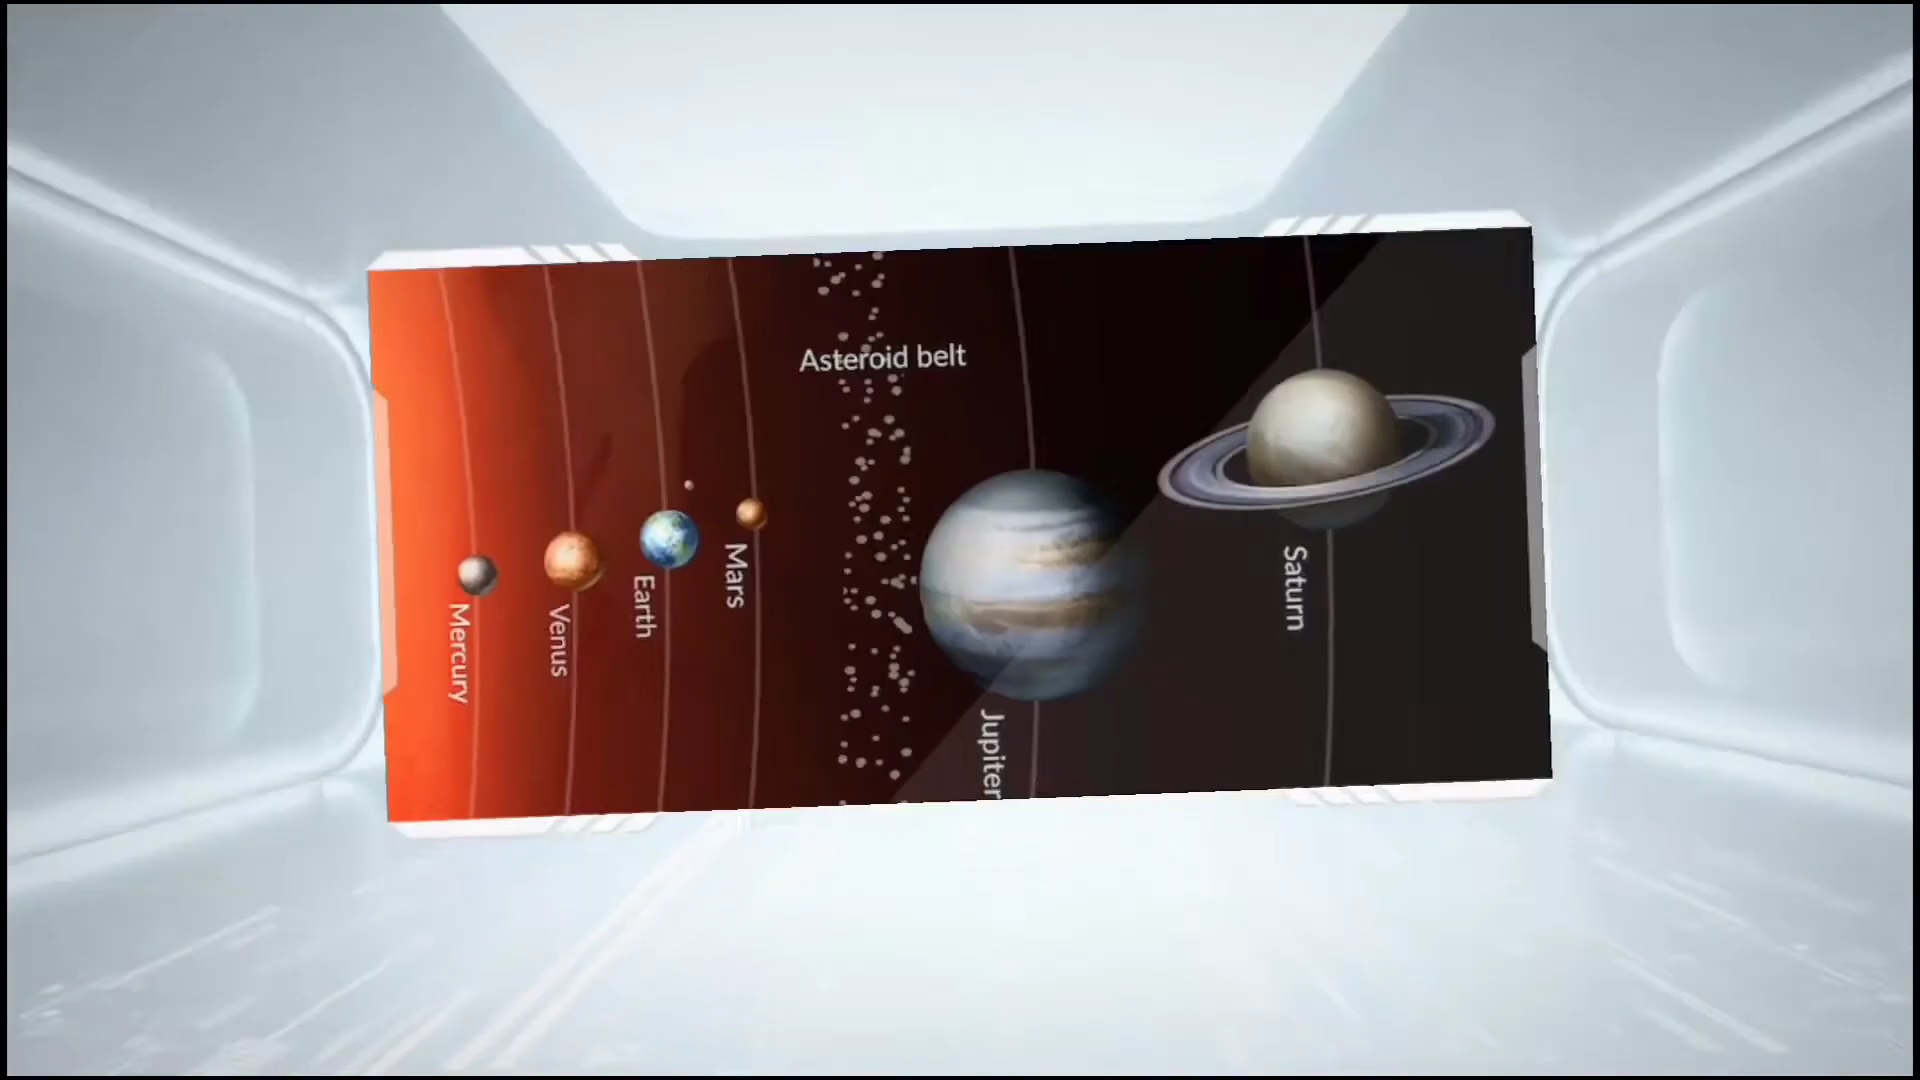 Asteroid belt
Mercury
Venus
Earth
Mars
Jupiter
Saturn